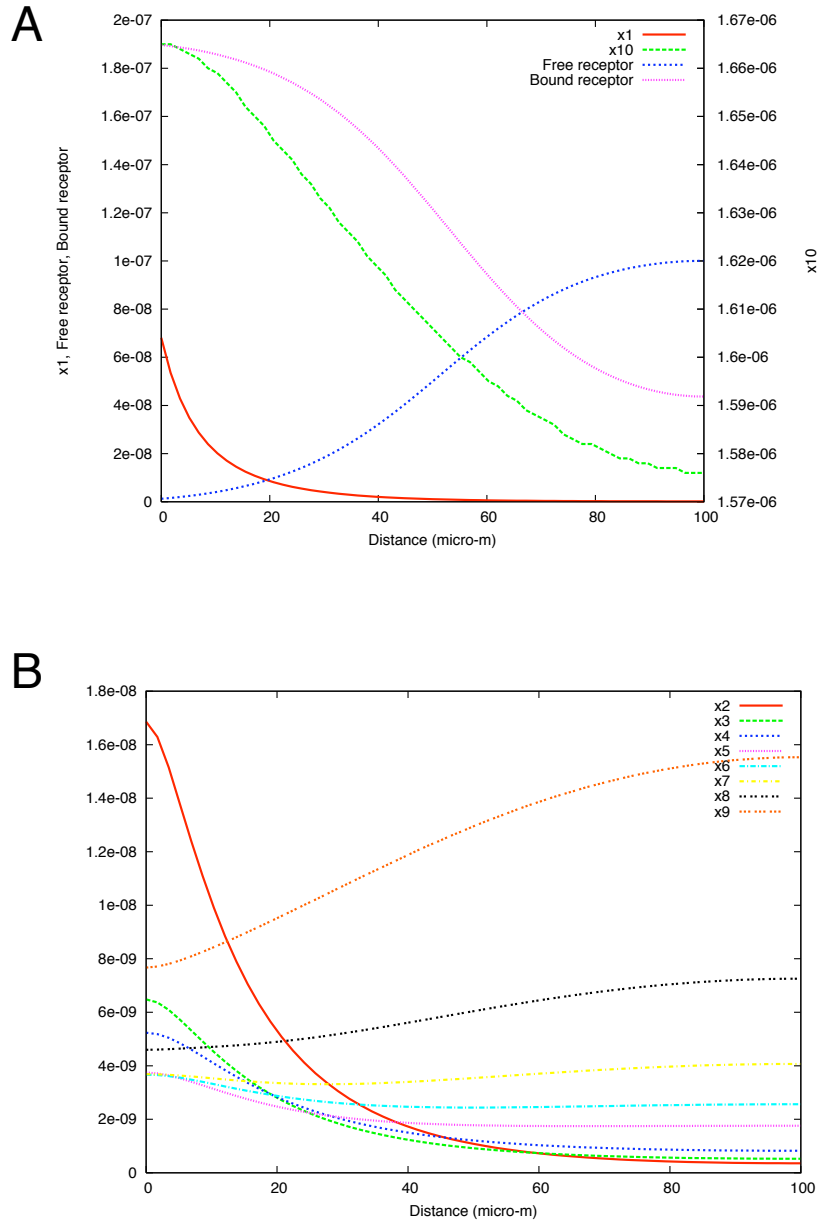 A
x1, Free receptor, Bound receptor
2e-07
1.8e-07
1.6e-07
1.4e-07
1.2e-07
1e-07
8e-08
6e-08
4e-08
2e-08
0
x1
x10
Free receptor
Bound receptor
1.67e-06
1.66e-06
1.65e-06
1.64e-06
1.63e-06
1.62e-06
1.61e-06
1.6e-06
1.59e-06
1.58e-06
1.57e-06
x10
0 20 40 60 80 100
Distance (micro-m)
B
1.8e-08
1.6e-08
1.4e-08
1.2e-08
1e-08
8e-09
6e-09
4e-09
2e-09
0
x2
x3
x4
x5
x6
x7
x8
x9
0 20 40 60 80 100
Distance (micro-m)